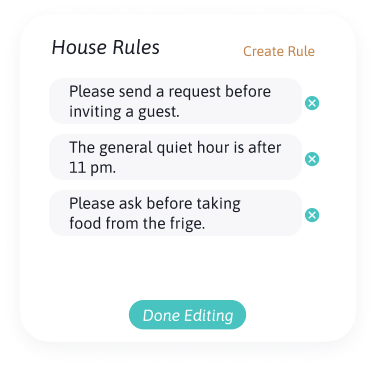 House Rules
Create Rule
Please send a request before
inviting a guest.
The general quiet hour is after
11 pm.
Please ask before taking
food from the frige.
Done Editing